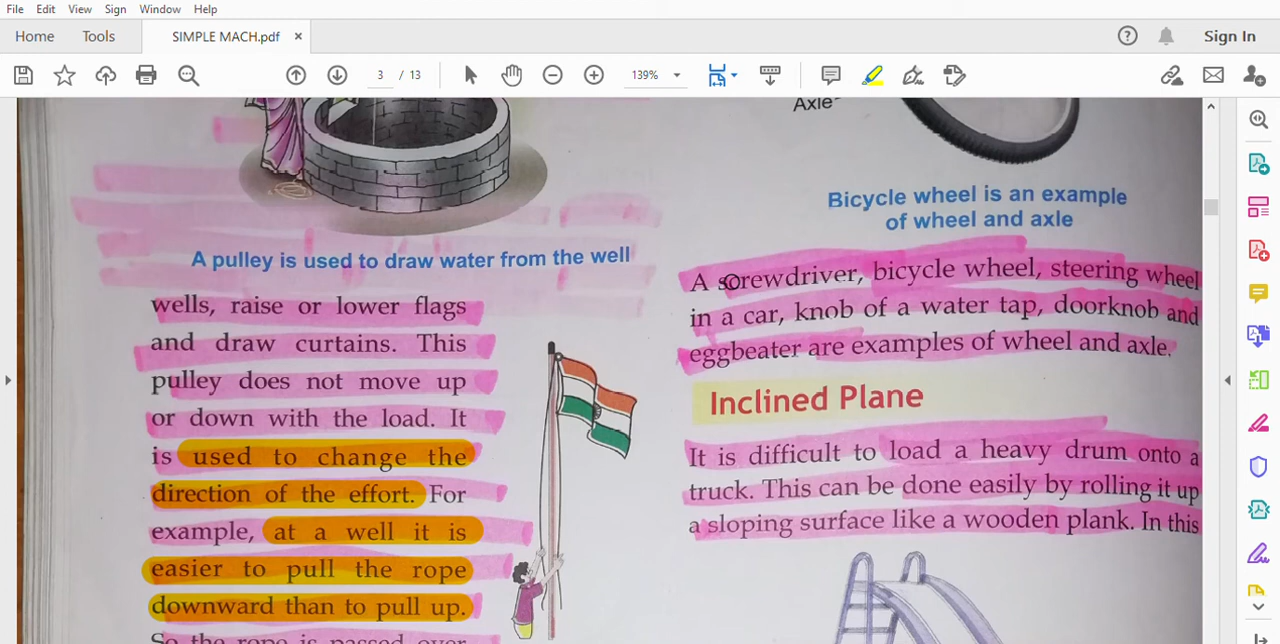 File Edit View Sign Window Help
Home Tools SIMPLE MACH.pdf × Sign In
3 / 13 139%
A pulley is used to draw water from the well
wells, raise or lower flags
and draw curtains. This
pulley does not move up
or down with the load. It
is used to change the
direction of the effort. For
example, at a well it is
easier to pull the rope
downward than to pull up.
So the rope is passed over
Axle
Bicycle wheel is an example
of wheel and axle
A screwdriver, bicycle wheel, steering wheel
in a car, knob of a water tap, doorknob and
eggbeater are examples of wheel and axle.
Inclined Plane
It is difficult to load a heavy drum onto a
truck. This can be done easily by rolling it up
a sloping surface like a wooden plank. In this